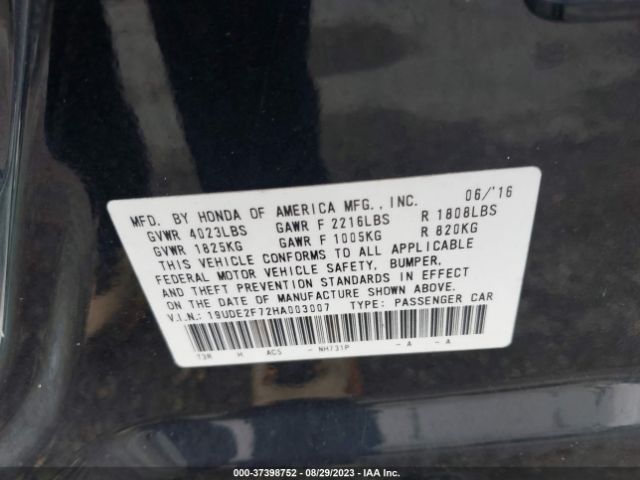 MFD. BY HONDA OF AMERICA MFG., INC. 06/'16
GVWR 4023LBS GAWR F 2216LBS R 1808LBS
GVWR 1825KG GAWR F 1005KG R 820KG
THIS VEHICLE CONFORMS TO ALL APPLICABLE
FEDERAL MOTOR VEHICLE SAFETY, BUMPER,
AND THEFT PREVENTION STANDARDS IN EFFECT
ON THE DATE OF MANUFACTURE SHOWN ABOVE.
V.I.N.: 19UDE2F72HA003007 TYPE: PASSENGER CAR
T3R H AC5 - NH731P - A - A
000-37398752 - 08/29/2023 - IAA Inc.